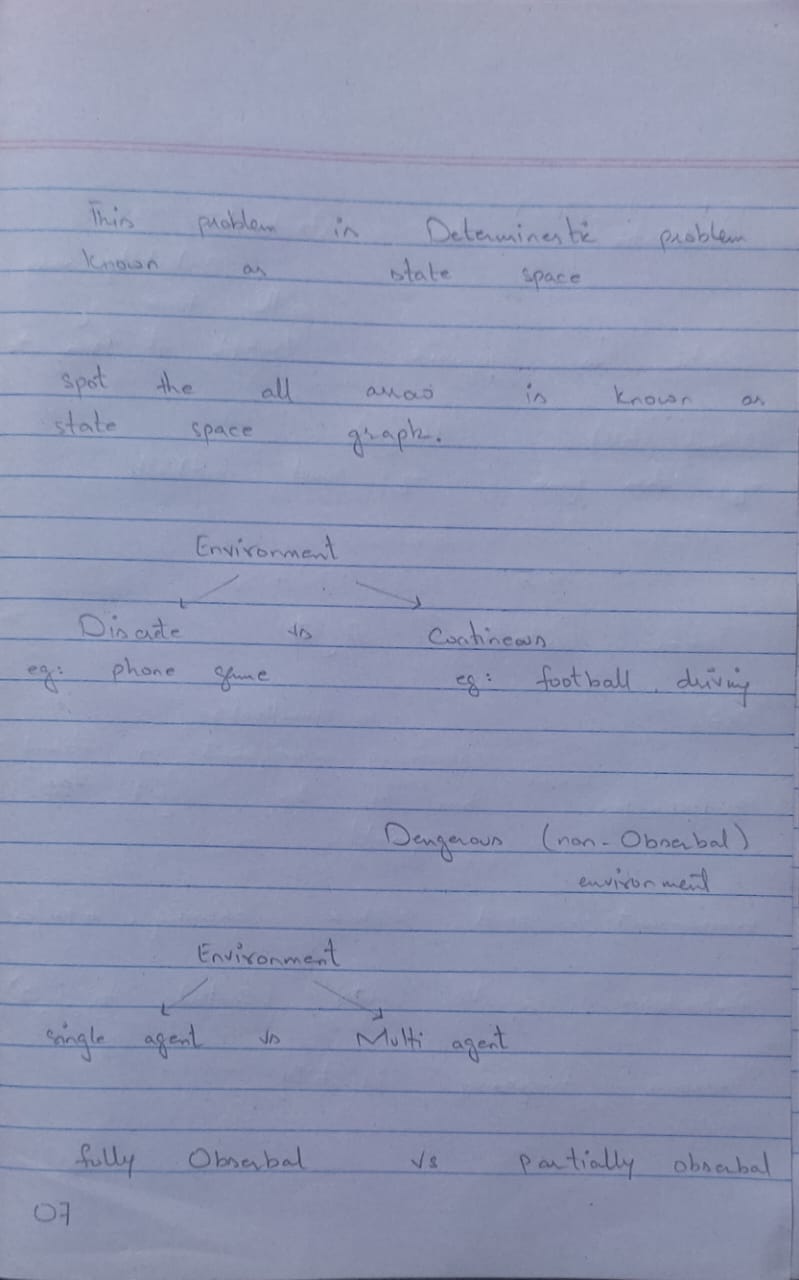 This problem is Determinestic problem
known as state space
spot the all arrao is known as
state space graph.
Environment
Discrete vs Contineous
eg: phone game eg: football, driving
Dengerous (non-Obserbal)
environment
Environment
single agent vs Multi agent
fully Obserbal vs partially obserbal
07